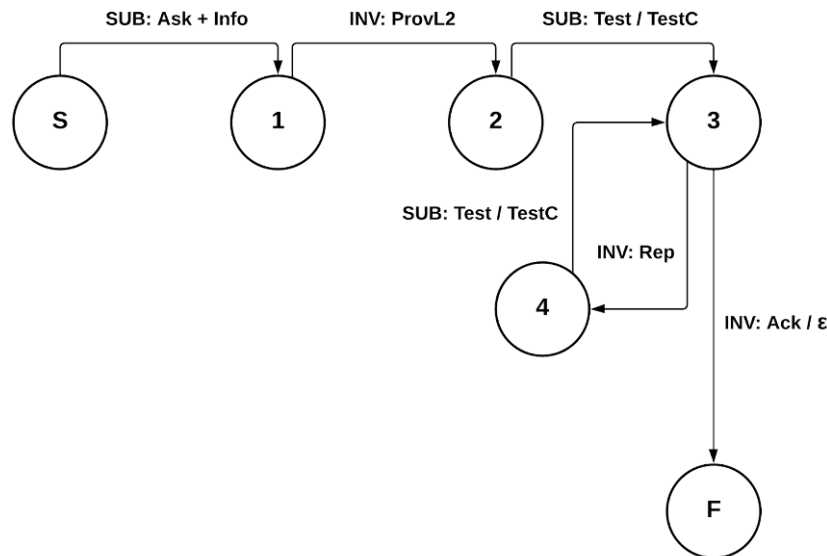 SUB: Ask + Info
INV: ProvL2
SUB: Test / TestC
S
1
2
3
SUB: Test / TestC
INV: Rep
4
INV: Ack / ε
F